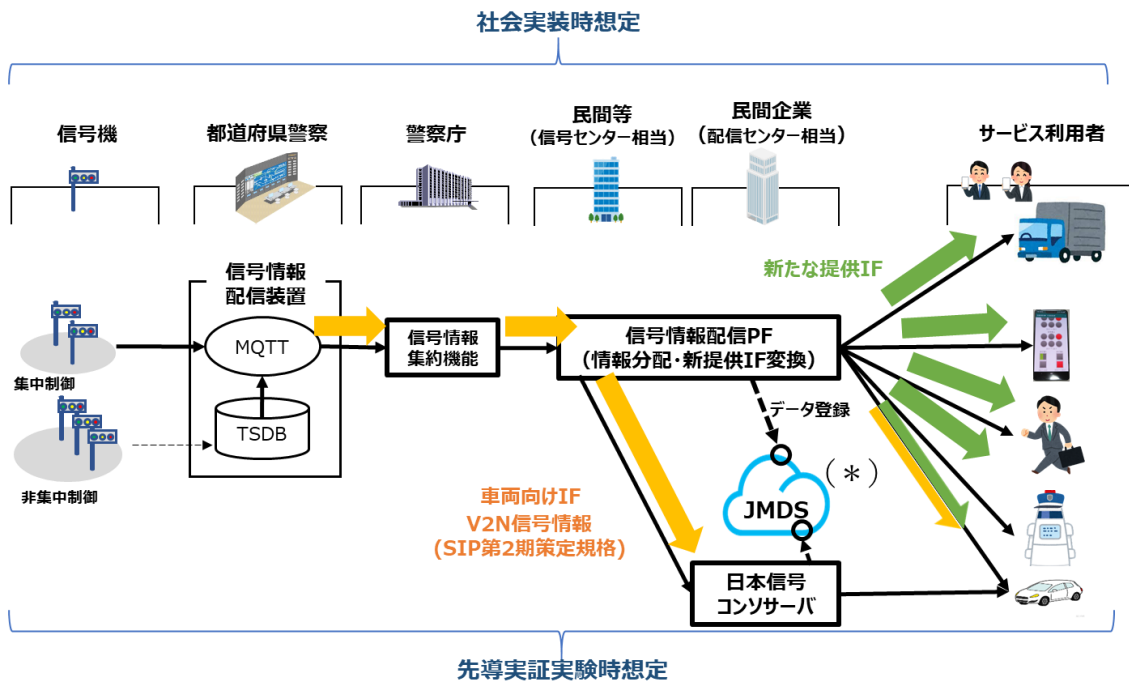 社会実装時想定
信号機
都道府県警察
警察庁
民間等
(信号センター相当)
民間企業
(配信センター相当)
サービス利用者
新たな提供IF
信号情報
配信装置
MQTT
TSDB
集中制御
非集中制御
信号情報
集約機能
信号情報配信PF
(情報分配・新提供IF変換)
データ登録
JMDS
(＊)
車両向けIF
V2N信号情報
(SIP第2期策定規格)
日本信号
コンソサーバ
先導実証実験時想定